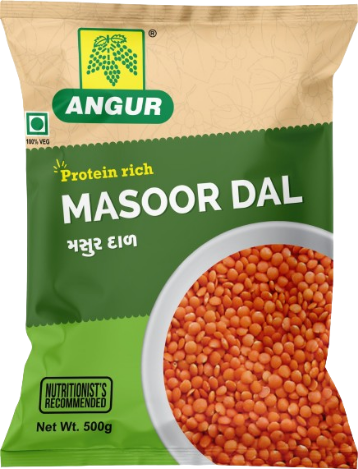 ®
ANGUR
100% VEG
Protein rich
MASOOR DAL
મસુર દાળ
NUTRITIONIST'S
RECOMMENDED
Net Wt. 500g